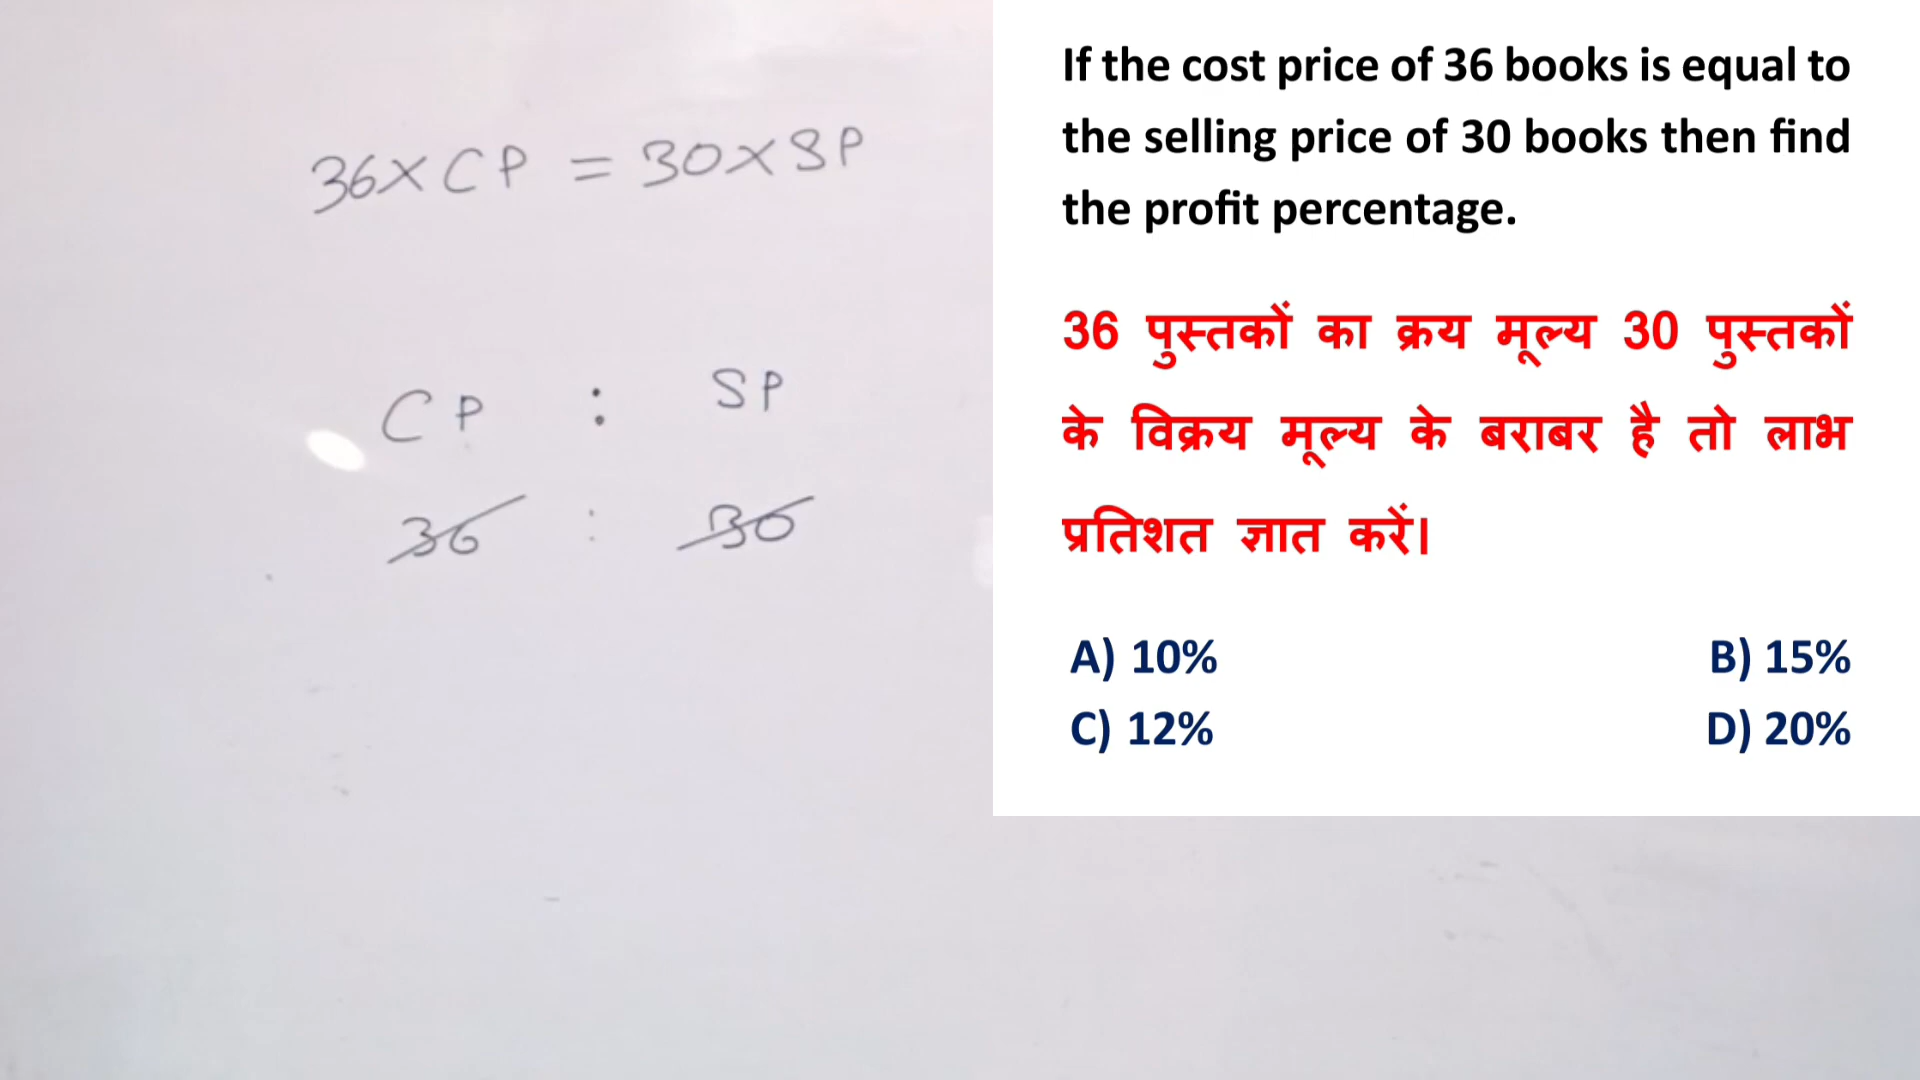 36×CP = 30×SP
CP : SP
36 : 30
If the cost price of 36 books is equal to
the selling price of 30 books then find
the profit percentage.
36 पुस्तकों का क्रय मूल्य 30 पुस्तकों
के विक्रय मूल्य के बराबर है तो लाभ
प्रतिशत ज्ञात करें।
A) 10% B) 15%
C) 12% D) 20%